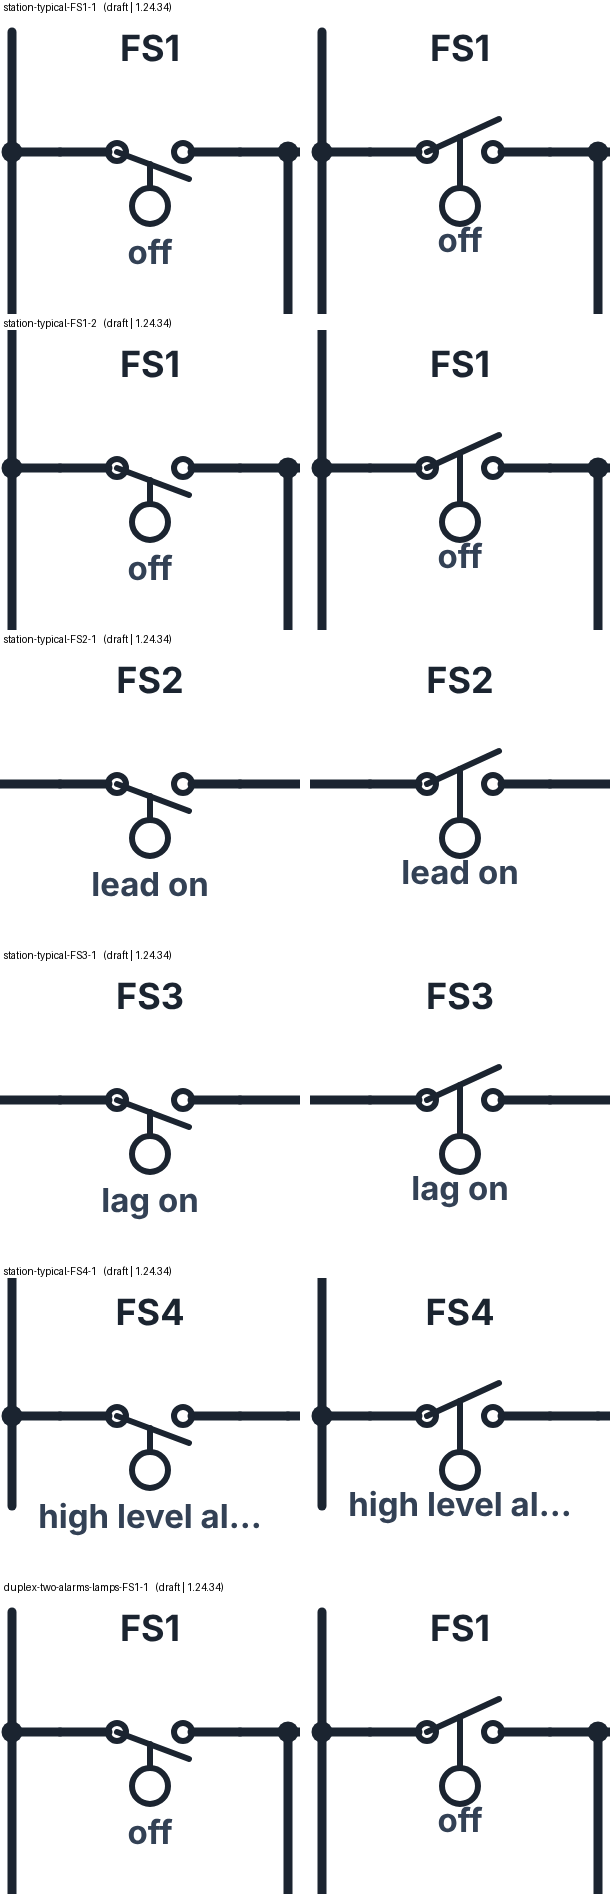 station-typical-FS1-1 (draft | 1.24.34)
FS1 FS1
off off
station-typical-FS1-2 (draft | 1.24.34)
FS1 FS1
off off
station-typical-FS2-1 (draft | 1.24.34)
FS2 FS2
lead on lead on
station-typical-FS3-1 (draft | 1.24.34)
FS3 FS3
lag on lag on
station-typical-FS4-1 (draft | 1.24.34)
FS4 FS4
high level al... high level al...
duplex-two-alarms-lamps-FS1-1 (draft | 1.24.34)
FS1 FS1
off off